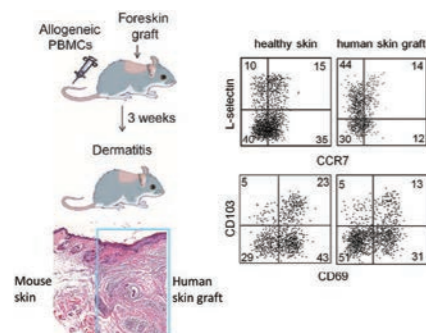 Allogeneic
PBMCs
Foreskin
graft
3 weeks
Dermatitis
Mouse
skin
Human
skin graft
healthy skin
human skin graft
L-selectin
10
15
40
35
44
14
30
12
CCR7
CD103
5
23
29
43
5
13
51
31
CD69